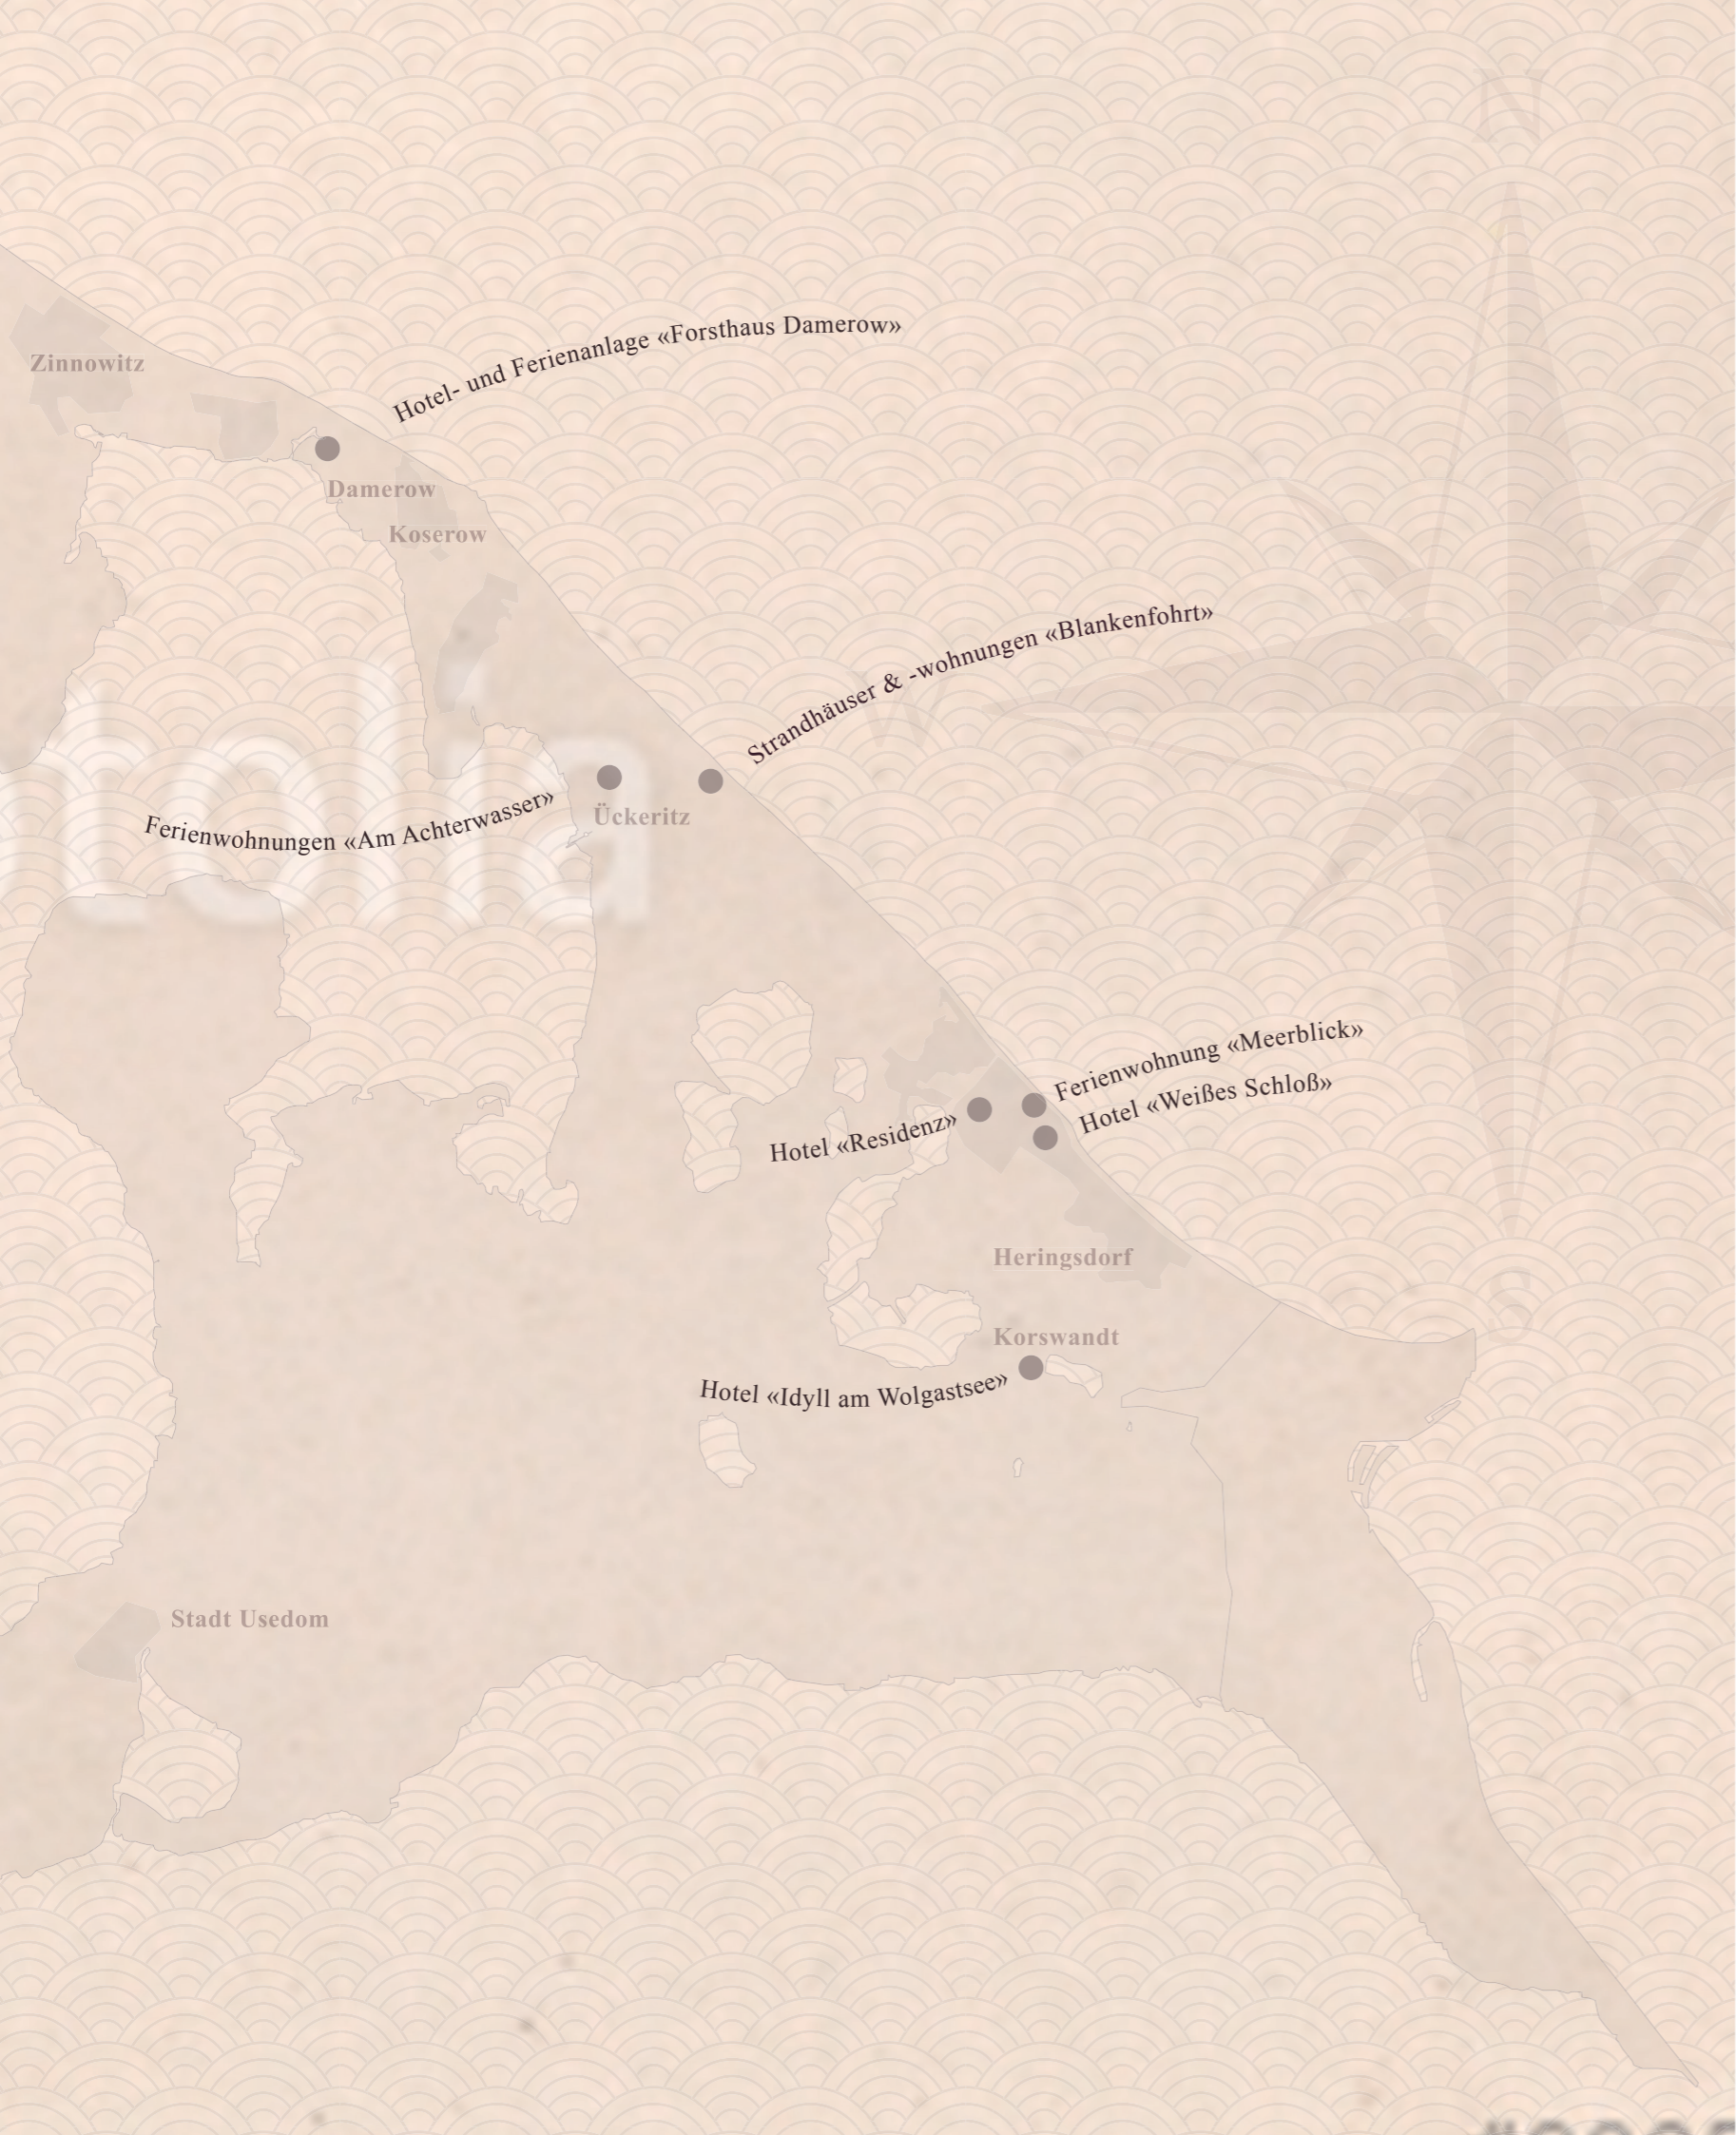 N
Hotel- und Ferienanlage «Forsthaus Damerow»
Zinnowitz
Damerow
Koserow
Strandhäuser & -wohnungen «Blankenfohrt»
W
Ferienwohnungen «Am Achterwasser»
Ückeritz
Ferienwohnung «Meerblick»
Hotel «Weißes Schloß»
Hotel «Residenz»
Heringsdorf
S
Korswandt
Hotel «Idyll am Wolgastsee»
Stadt Usedom